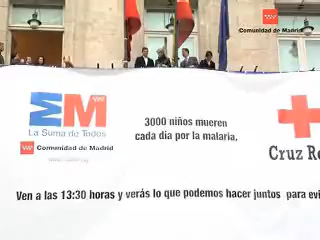 Comunidad de Madrid
La Suma de Todos
Comunidad de Madrid
3000 niños mueren
cada día por la malaria.
Cruz Ro
Ven a las 13:30 horas y verás lo que podemos hacer juntos para evi